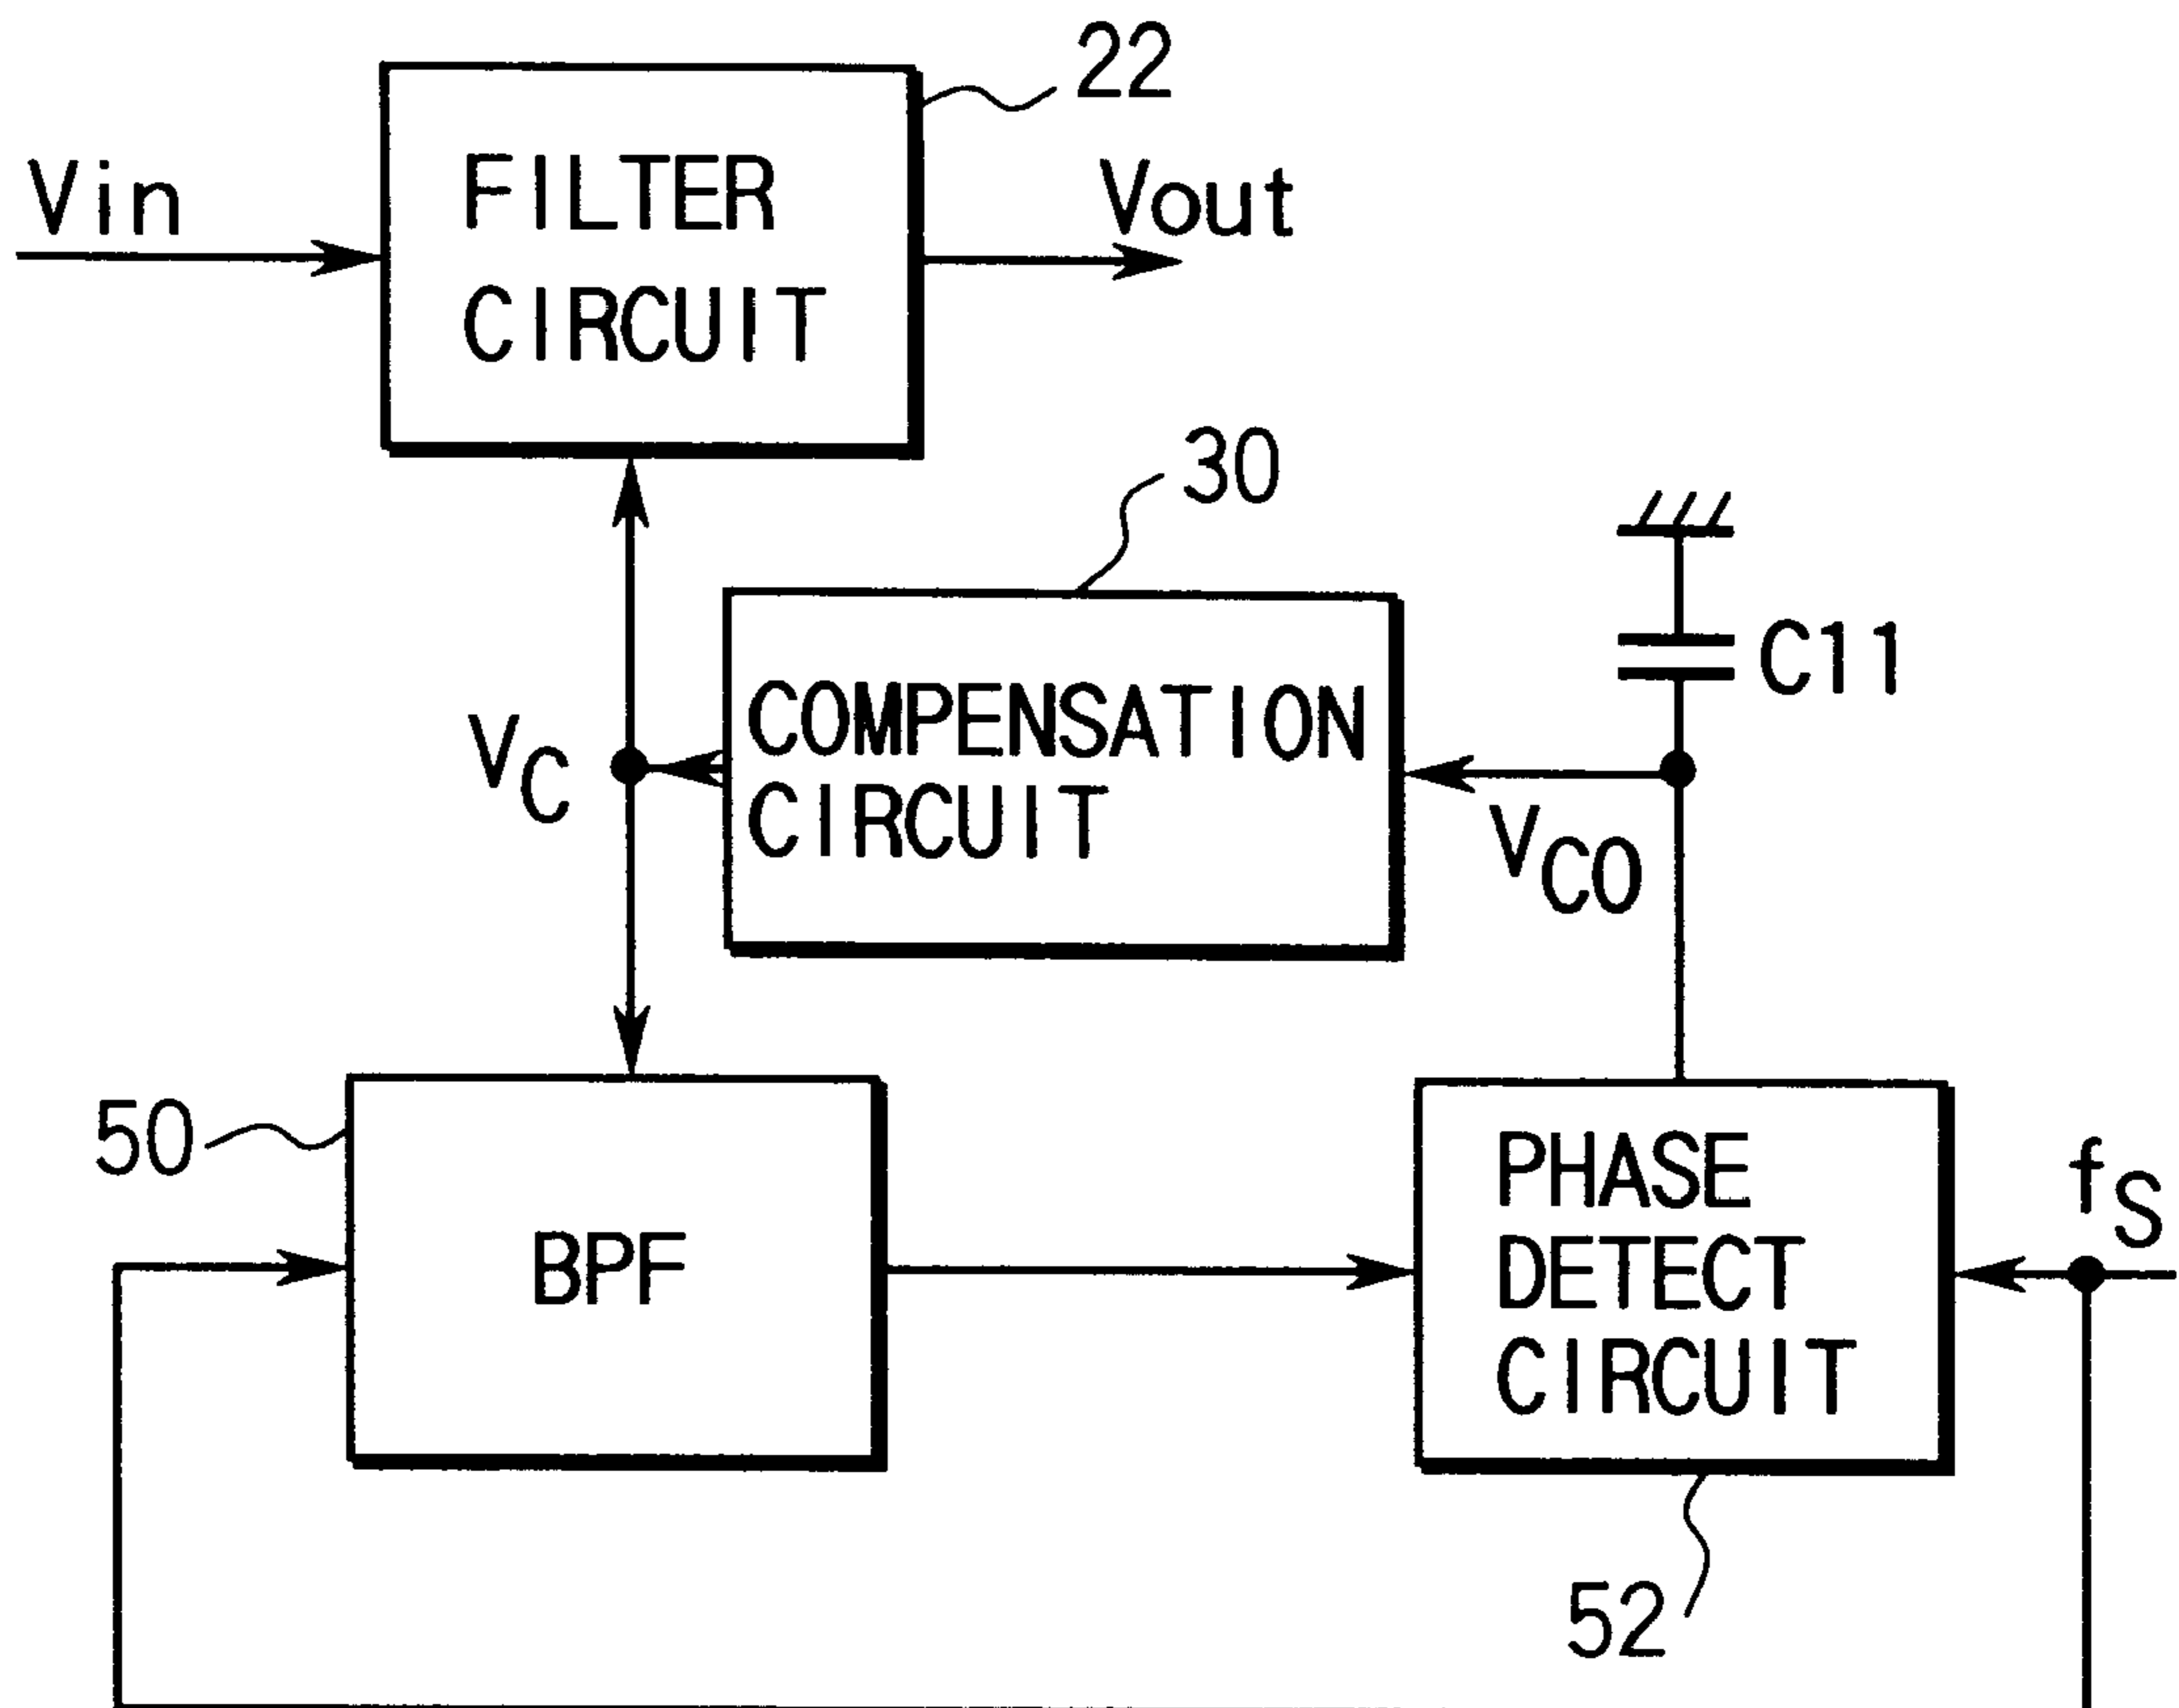 22
Vin
FILTER
CIRCUIT
Vout
30
C11
COMPENSATION
CIRCUIT
VC
VCO
50
BPF
PHASE
DETECT
CIRCUIT
fS
52